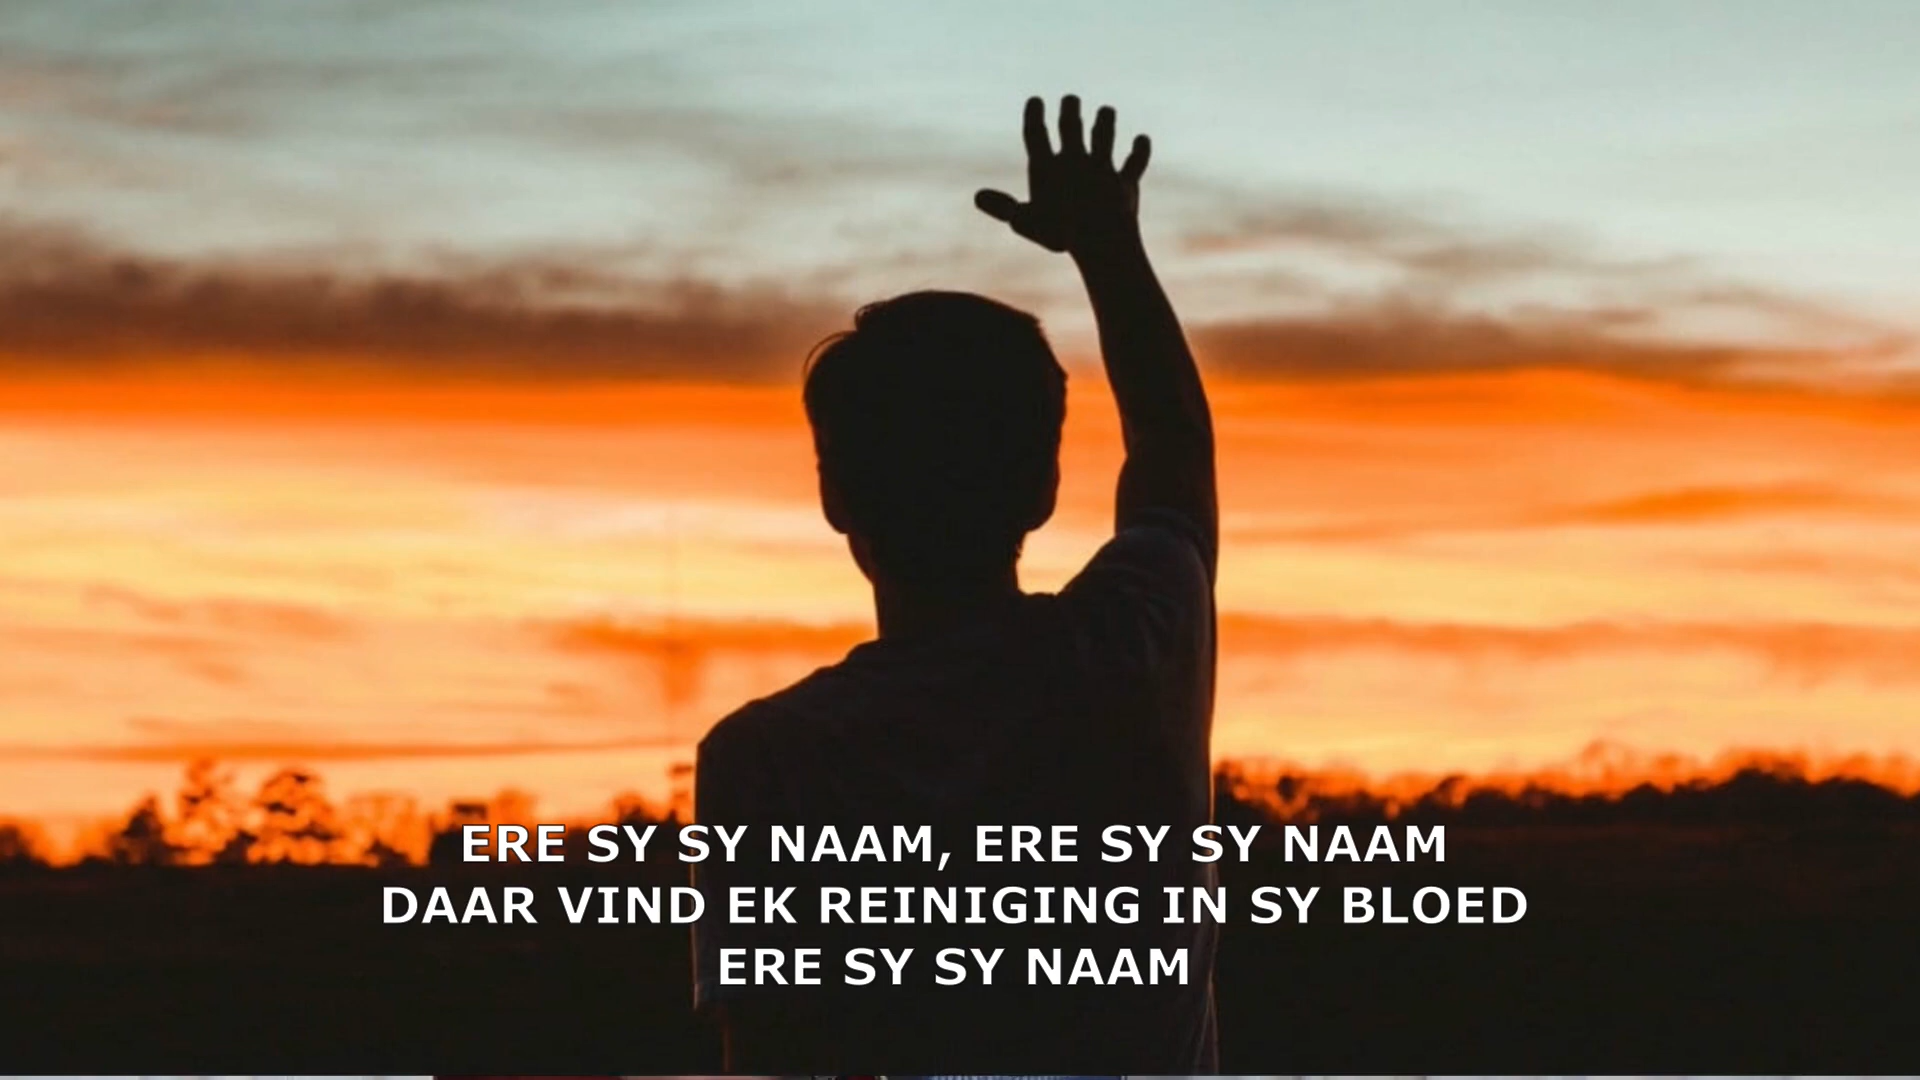 ERE SY SY NAAM, ERE SY SY NAAM
DAAR VIND EK REINIGING IN SY BLOED
ERE SY SY NAAM